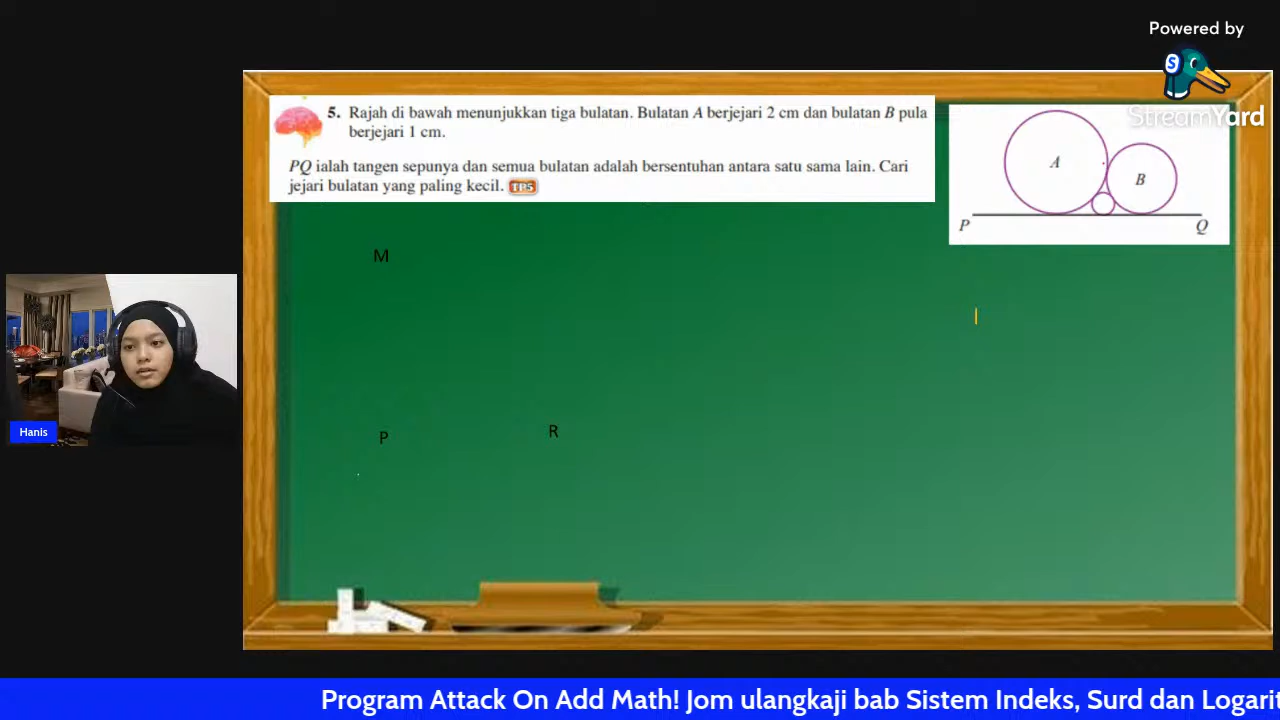 Powered by
S
StreamYard
5. Rajah di bawah menunjukkan tiga bulatan. Bulatan A berjejari 2 cm dan bulatan B pula
berjejari 1 cm.
PQ ialah tangen sepunya dan semua bulatan adalah bersentuhan antara satu sama lain. Cari
jejari bulatan yang paling kecil. TP5
A
B
P
Q
M
P
R
Hanis
Program Attack On Add Math! Jom ulangkaji bab Sistem Indeks, Surd dan Logarit